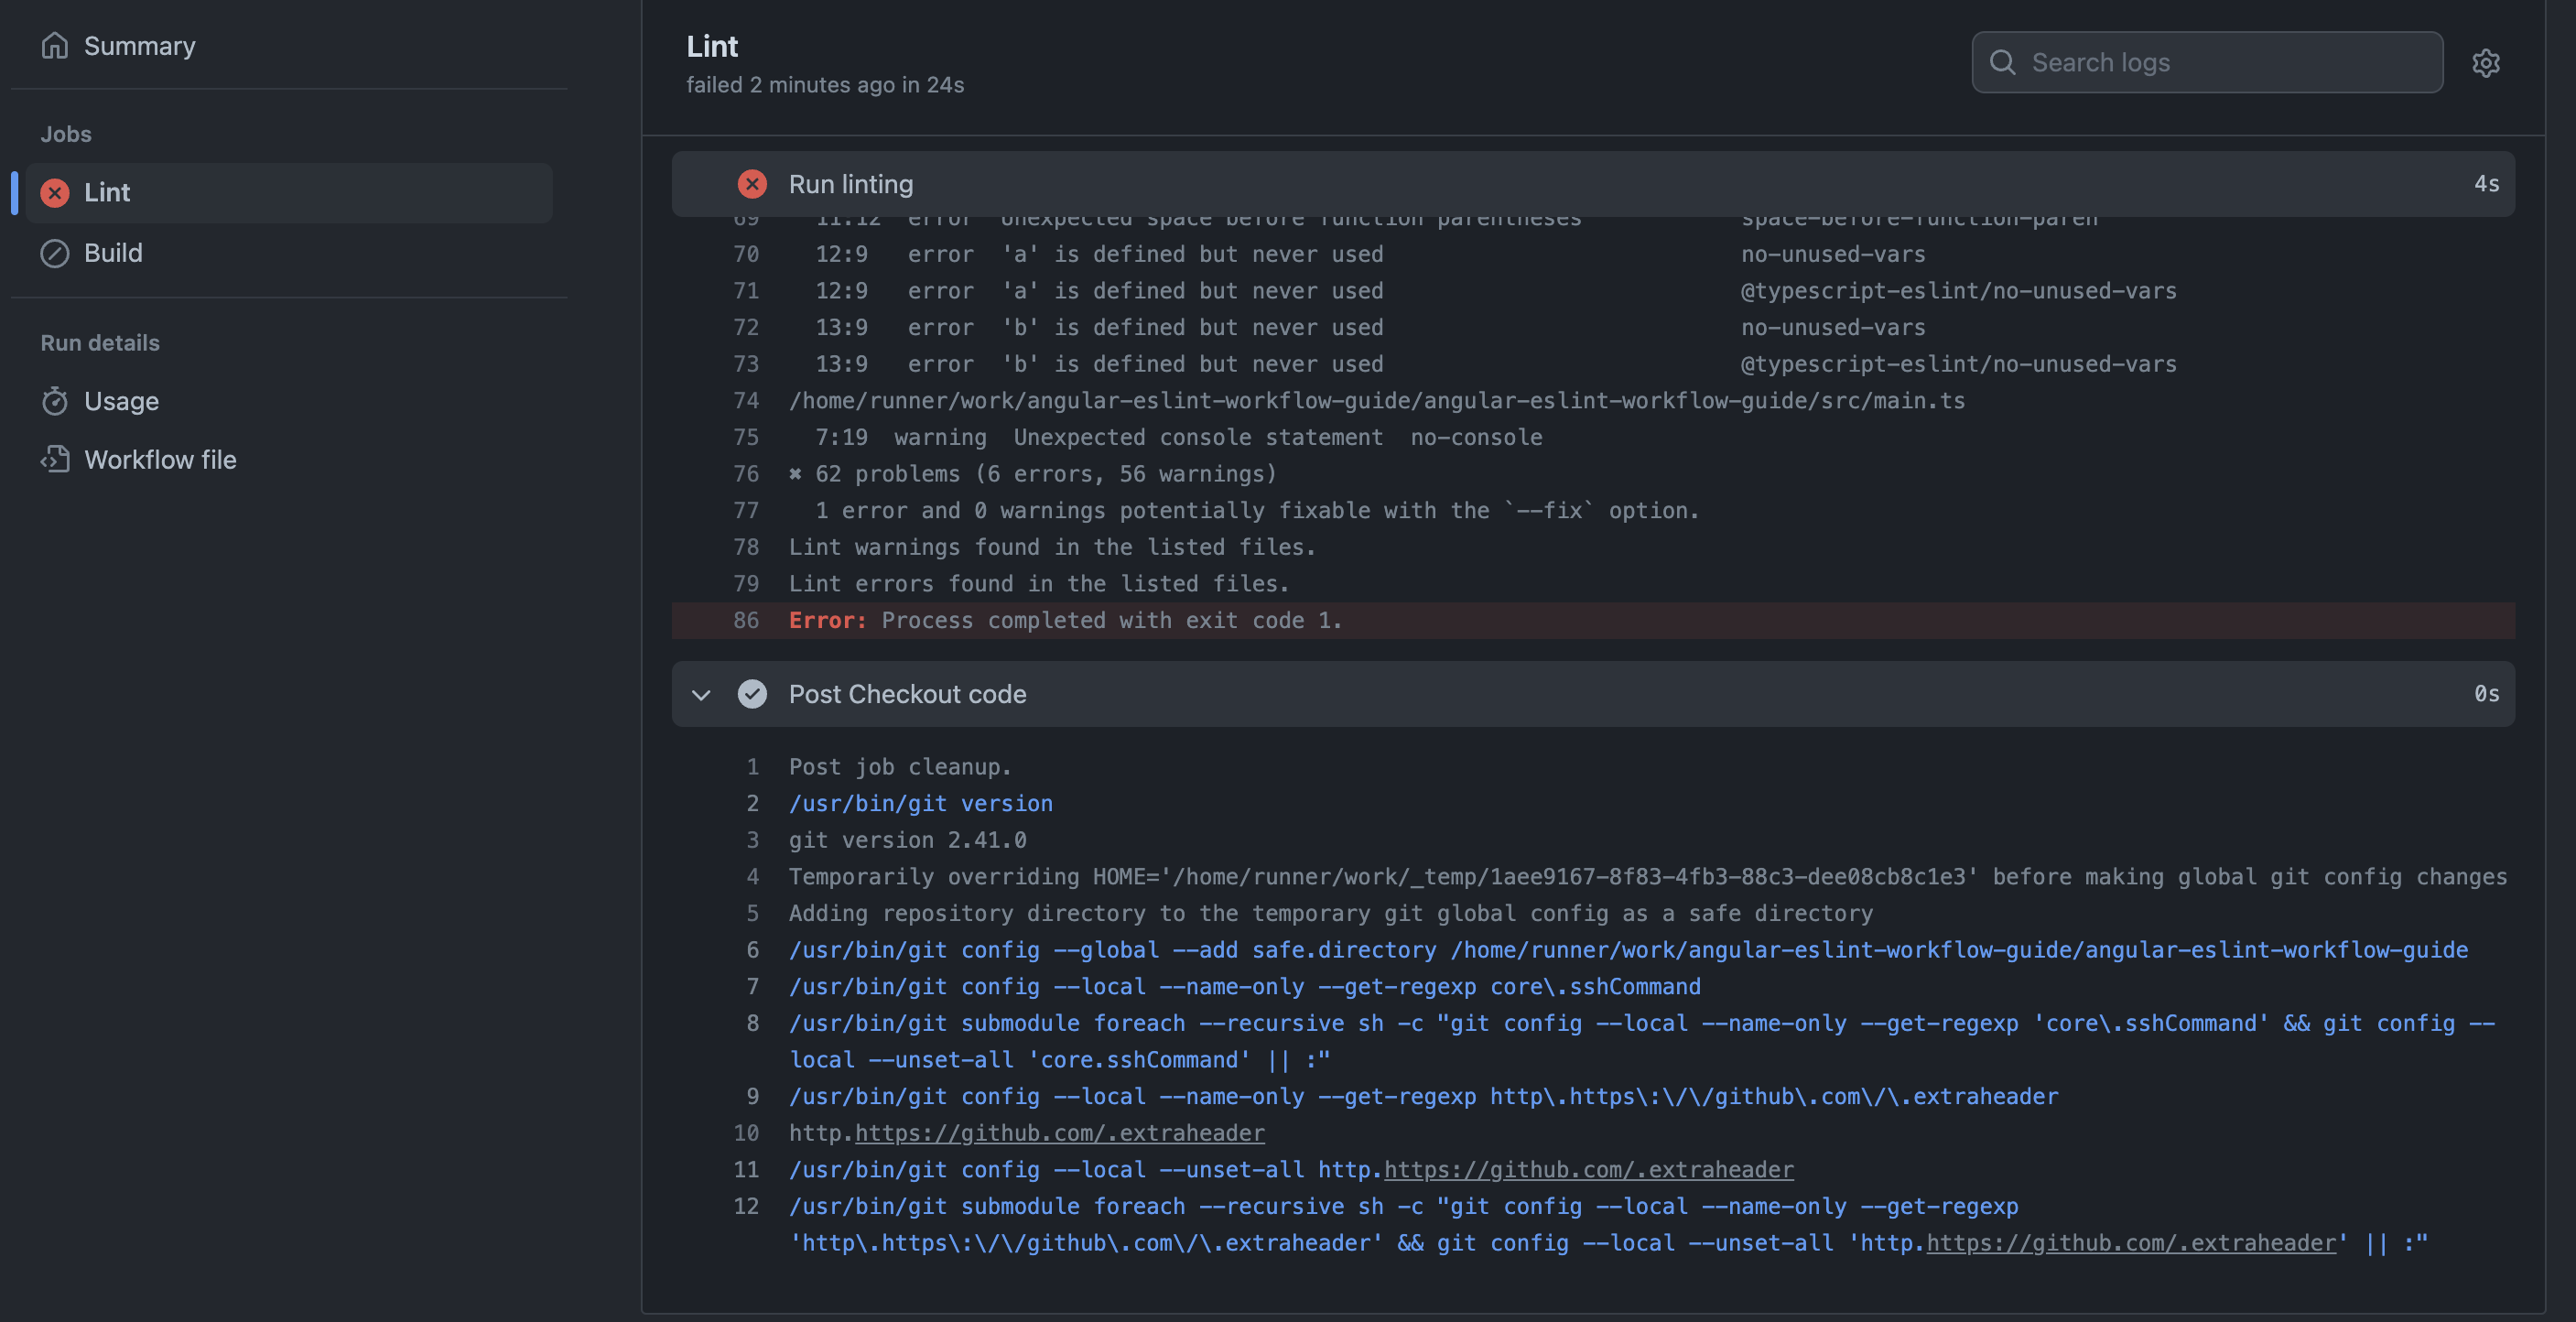 Summary
Jobs
Lint
Build
Run details
Usage
Workflow file
Lint
failed 2 minutes ago in 24s
Search logs
Run linting 4s
69 11:12 error Unexpected space before function parentheses space-before-function-paren
70 12:9 error 'a' is defined but never used no-unused-vars
71 12:9 error 'a' is defined but never used @typescript-eslint/no-unused-vars
72 13:9 error 'b' is defined but never used no-unused-vars
73 13:9 error 'b' is defined but never used @typescript-eslint/no-unused-vars
74 /home/runner/work/angular-eslint-workflow-guide/angular-eslint-workflow-guide/src/main.ts
75 7:19 warning Unexpected console statement no-console
76 ✖ 62 problems (6 errors, 56 warnings)
77 1 error and 0 warnings potentially fixable with the `--fix` option.
78 Lint warnings found in the listed files.
79 Lint errors found in the listed files.
86 Error: Process completed with exit code 1.
Post Checkout code 0s
1 Post job cleanup.
2 /usr/bin/git version
3 git version 2.41.0
4 Temporarily overriding HOME='/home/runner/work/_temp/1aee9167-8f83-4fb3-88c3-dee08cb8c1e3' before making global git config changes
5 Adding repository directory to the temporary git global config as a safe directory
6 /usr/bin/git config --global --add safe.directory /home/runner/work/angular-eslint-workflow-guide/angular-eslint-workflow-guide
7 /usr/bin/git config --local --name-only --get-regexp core\.sshCommand
8 /usr/bin/git submodule foreach --recursive sh -c "git config --local --name-only --get-regexp 'core\.sshCommand' && git config --
local --unset-all 'core.sshCommand' || :"
9 /usr/bin/git config --local --name-only --get-regexp http\.https\:\/\/github\.com\/\.extraheader
10 http.https://github.com/.extraheader
11 /usr/bin/git config --local --unset-all http.https://github.com/.extraheader
12 /usr/bin/git submodule foreach --recursive sh -c "git config --local --name-only --get-regexp
'http\.https\:\/\/github\.com\/\.extraheader' && git config --local --unset-all 'http.https://github.com/.extraheader' || :"